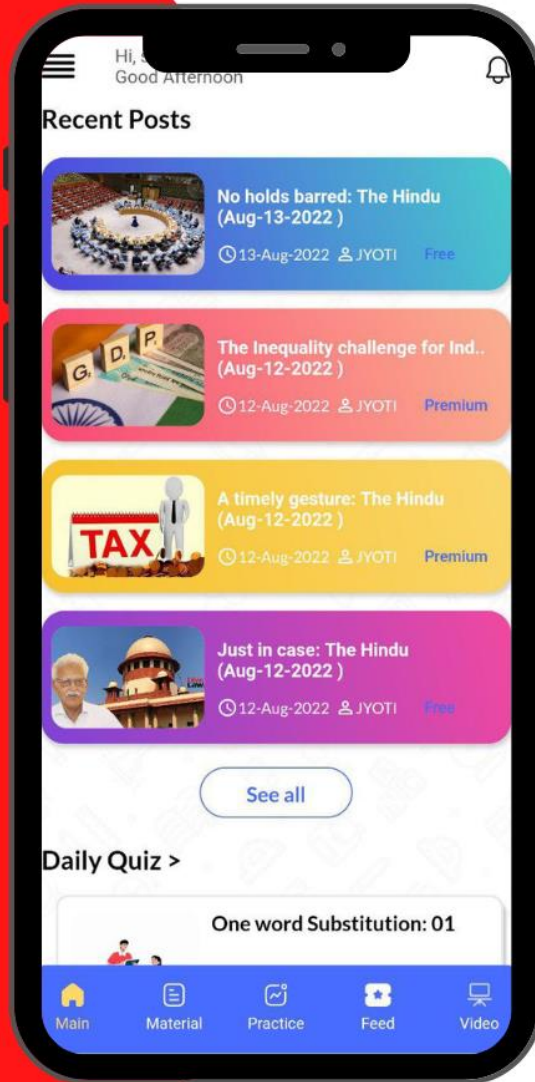 Hi, s
Good Afternoon
Recent Posts
No holds barred: The Hindu
(Aug-13-2022 )
13-Aug-2022 JYOTI Free
G D P
The Inequality challenge for Ind..
(Aug-12-2022 )
12-Aug-2022 JYOTI Premium
TAX
A timely gesture: The Hindu
(Aug-12-2022 )
12-Aug-2022 JYOTI Premium
Law
Just in case: The Hindu
(Aug-12-2022 )
12-Aug-2022 JYOTI Free
See all
Daily Quiz >
One word Substitution: 01
Main Material Practice Feed Video